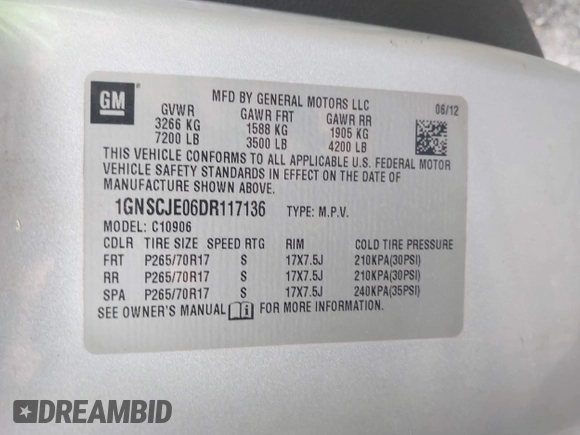 GM
MFD BY GENERAL MOTORS LLC
06/12
GVWR GAWR FRT GAWR RR
3266 KG 1588 KG 1905 KG
7200 LB 3500 LB 4200 LB
THIS VEHICLE CONFORMS TO ALL APPLICABLE U.S. FEDERAL MOTOR
VEHICLE SAFETY STANDARDS IN EFFECT ON THE DATE OF
MANUFACTURE SHOWN ABOVE.
1GNSCJE06DR117136 TYPE: M.P.V.
MODEL: C10906
CDLR TIRE SIZE SPEED RTG RIM COLD TIRE PRESSURE
FRT P265/70R17 S 17X7.5J 210KPA(30PSI)
RR P265/70R17 S 17X7.5J 210KPA(30PSI)
SPA P265/70R17 S 17X7.5J 240KPA(35PSI)
SEE OWNER'S MANUAL FOR MORE INFORMATION.
DREAMBID